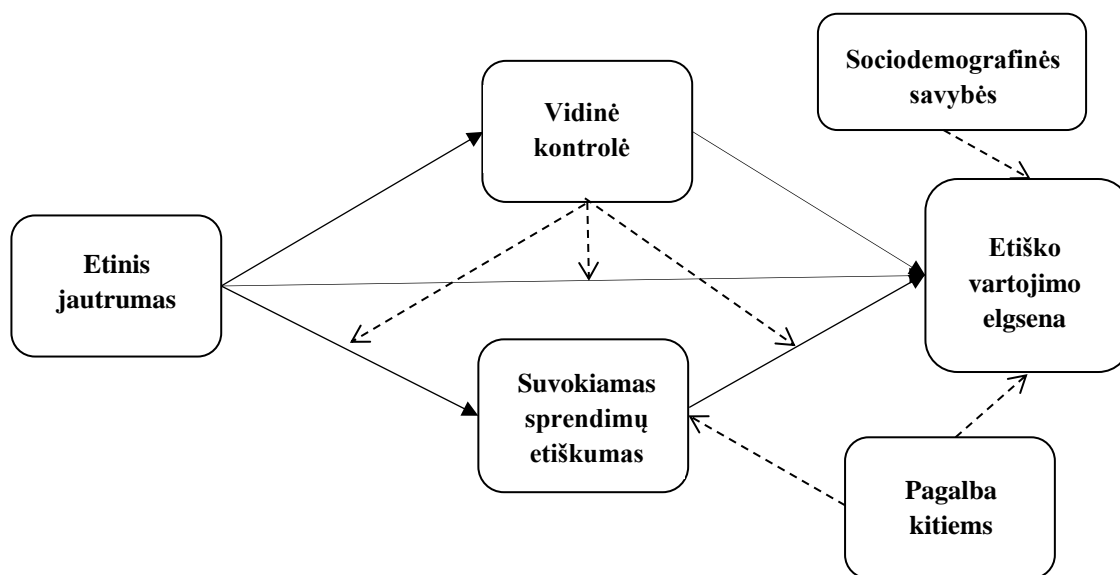 Sociodemografinės
savybės
Vidinė
kontrolė
Etinis
jautrumas
Etiško
vartojimo
elgsena
Suvokiamas
sprendimų
etiškumas
Pagalba
kitiems